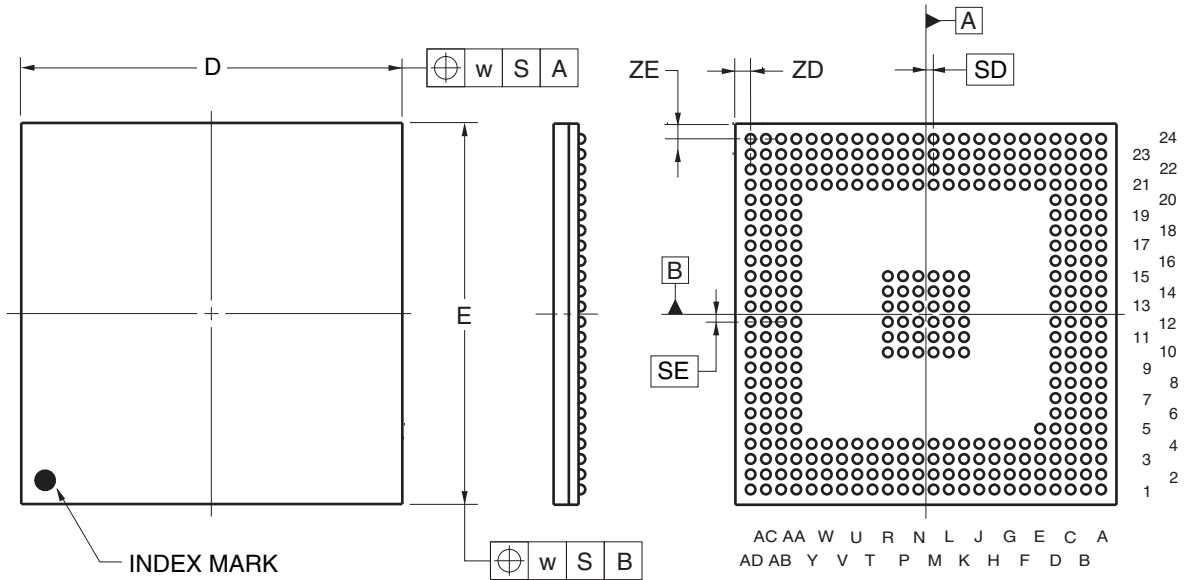 D
w S A
E
INDEX MARK
w S B
A
ZE ZD SD
B
SE
24
23
22
21
20
19
18
17
16
15
14
13
12
11
10
9
8
7
6
5
4
3
2
1
AC AA W U R N L J G E C A
AD AB Y V T P M K H F D B